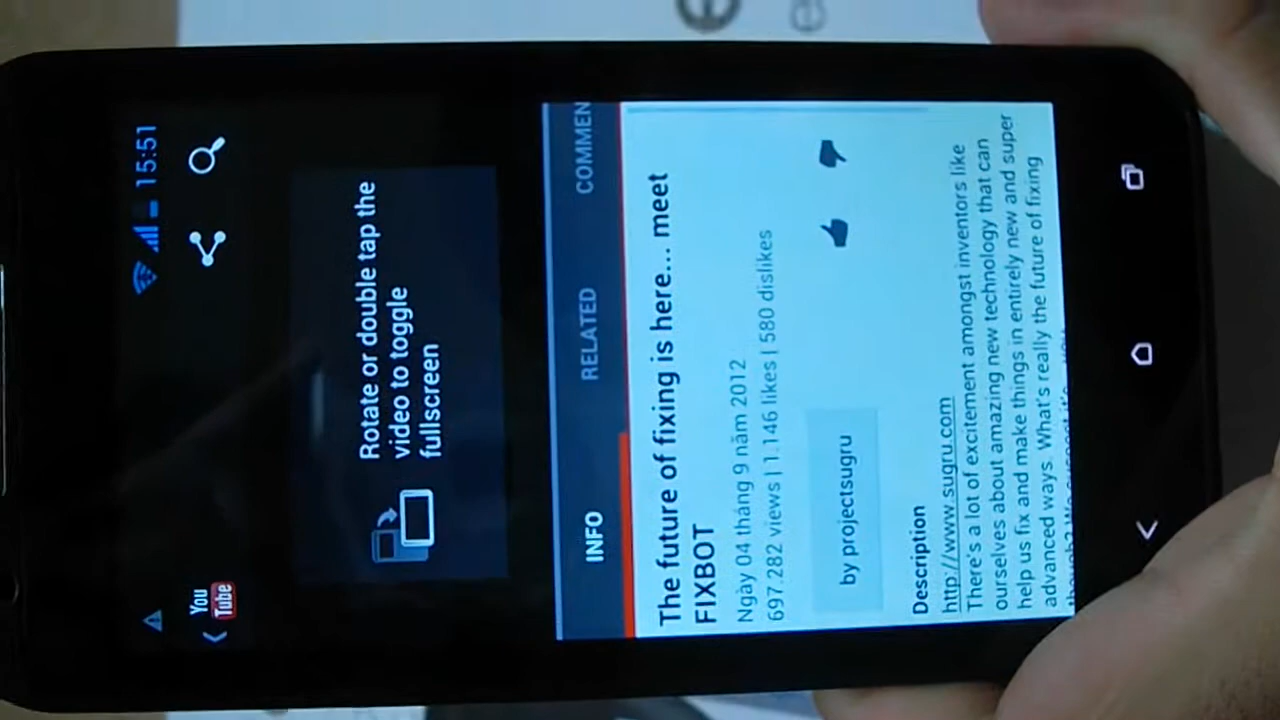 15:51
You
Tube
Rotate or double tap the
video to toggle
fullscreen
INFO RELATED COMMEN
The future of fixing is here... meet
FIXBOT
Ngày 04 tháng 9 năm 2012
697.282 views | 1.146 likes | 580 dislikes
by projectsugru
Description
http://www.sugru.com
There's a lot of excitement amongst inventors like
ourselves about amazing new technology that can
help us fix and make things in entirely new and super
advanced ways. What's really the future of fixing